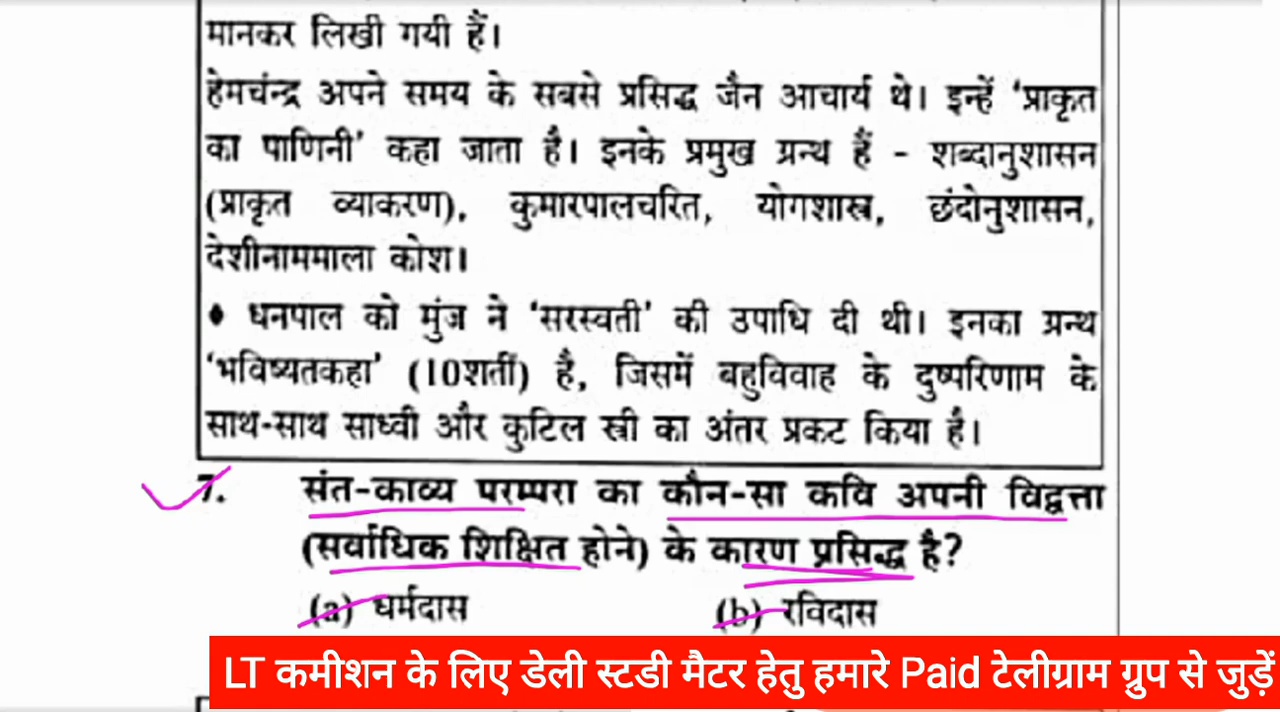 मानकर लिखी गयी हैं।
हेमचंन्द्र अपने समय के सबसे प्रसिद्ध जैन आचार्य थे। इन्हें 'प्राकृत
का पाणिनी' कहा जाता है। इनके प्रमुख ग्रन्थ हैं - शब्दानुशासन
(प्राकृत व्याकरण), कुमारपालचरित, योगशास्त्र, छंदोनुशासन,
देशीनाममाला कोश।
♦ धनपाल को मुंज ने 'सरस्वती' की उपाधि दी थी। इनका ग्रन्थ
'भविष्यतकहा' (10शतीं) है, जिसमें बहुविवाह के दुष्परिणाम के
साथ-साथ साध्वी और कुटिल स्त्री का अंतर प्रकट किया है।
7. संत-काव्य परम्परा का कौन-सा कवि अपनी विद्वत्ता
(सर्वाधिक शिक्षित होने) के कारण प्रसिद्ध है?
(a) धर्मदास (b) रविदास
LT कमीशन के लिए डेली स्टडी मैटर हेतु हमारे Paid टेलीग्राम ग्रुप से जुड़ें